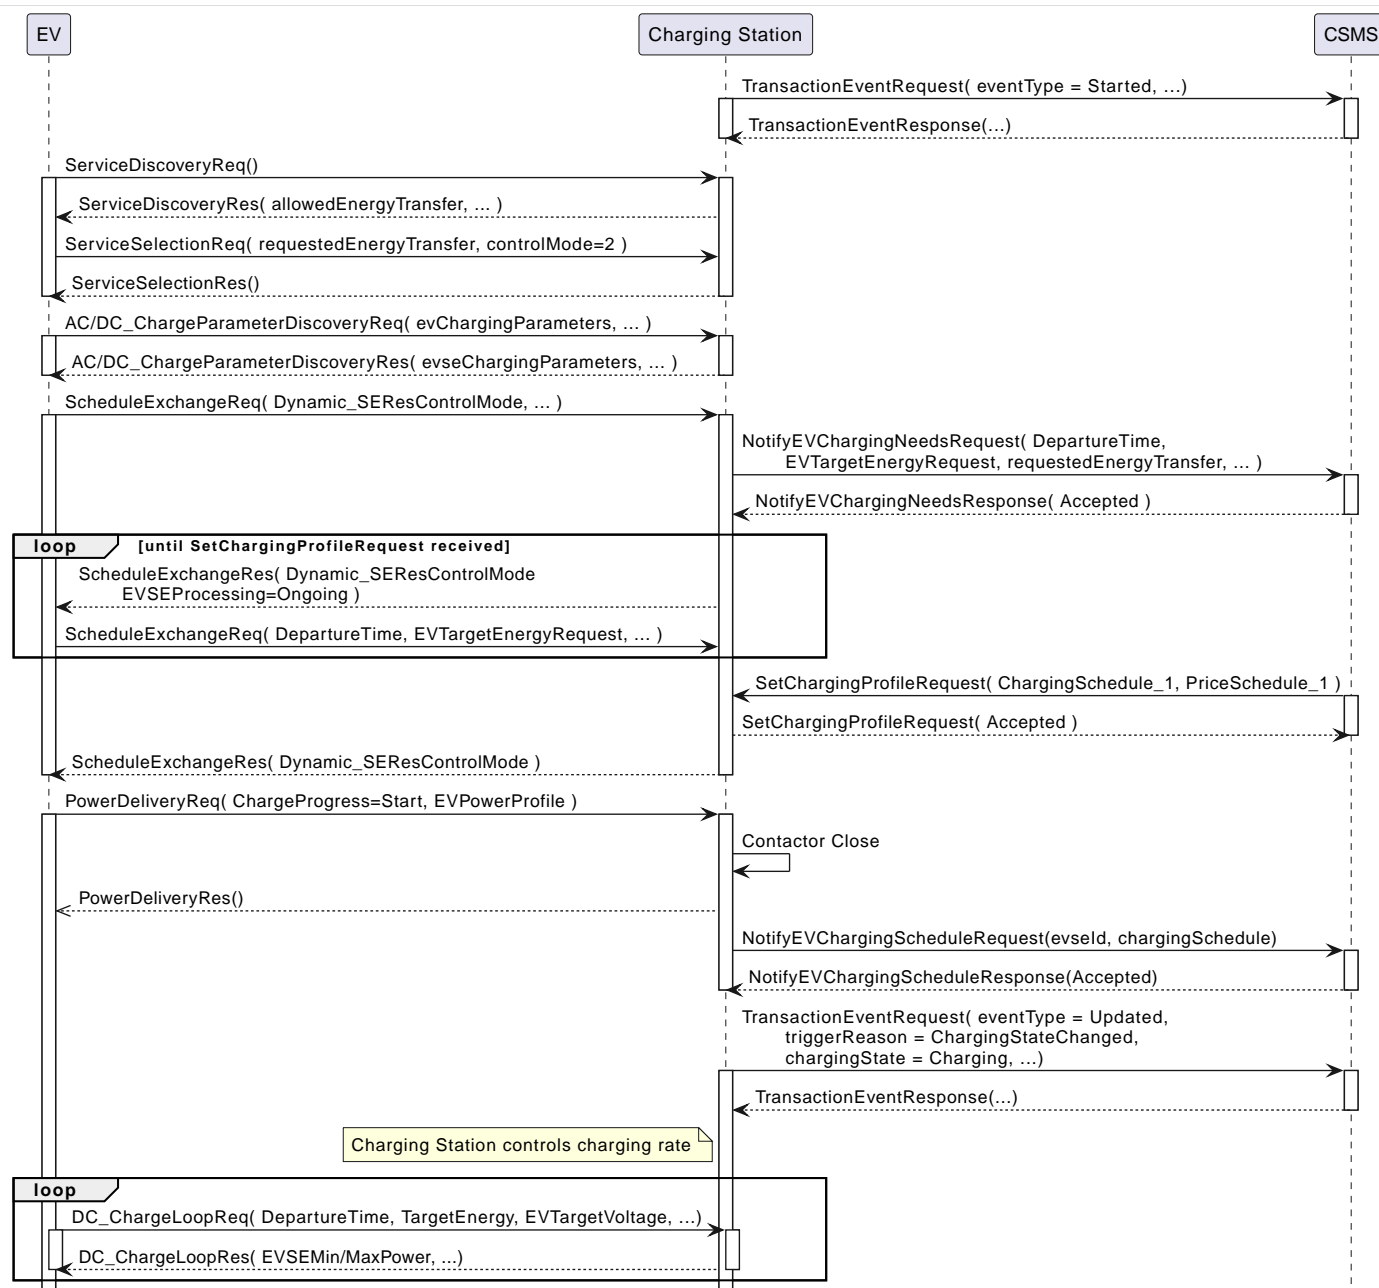 EV
Charging Station
CSMS
TransactionEventRequest( eventType = Started, ...)
TransactionEventResponse(...)
ServiceDiscoveryReq()
ServiceDiscoveryRes( allowedEnergyTransfer, ... )
ServiceSelectionReq( requestedEnergyTransfer, controlMode=2 )
ServiceSelectionRes()
AC/DC_ChargeParameterDiscoveryReq( evChargingParameters, ... )
AC/DC_ChargeParameterDiscoveryRes( evseChargingParameters, ... )
ScheduleExchangeReq( Dynamic_SEResControlMode, ... )
NotifyEVChargingNeedsRequest( DepartureTime,
EVTargetEnergyRequest, requestedEnergyTransfer, ... )
NotifyEVChargingNeedsResponse( Accepted )
loop [until SetChargingProfileRequest received]
ScheduleExchangeRes( Dynamic_SEResControlMode
EVSEProcessing=Ongoing )
ScheduleExchangeReq( DepartureTime, EVTargetEnergyRequest, ... )
SetChargingProfileRequest( ChargingSchedule_1, PriceSchedule_1 )
SetChargingProfileRequest( Accepted )
ScheduleExchangeRes( Dynamic_SEResControlMode )
PowerDeliveryReq( ChargeProgress=Start, EVPowerProfile )
Contactor Close
PowerDeliveryRes()
NotifyEVChargingScheduleRequest(evseId, chargingSchedule)
NotifyEVChargingScheduleResponse(Accepted)
TransactionEventRequest( eventType = Updated,
triggerReason = ChargingStateChanged,
chargingState = Charging, ...)
TransactionEventResponse(...)
Charging Station controls charging rate
loop
DC_ChargeLoopReq( DepartureTime, TargetEnergy, EVTargetVoltage, ...)
DC_ChargeLoopRes( EVSEMin/MaxPower, ...)